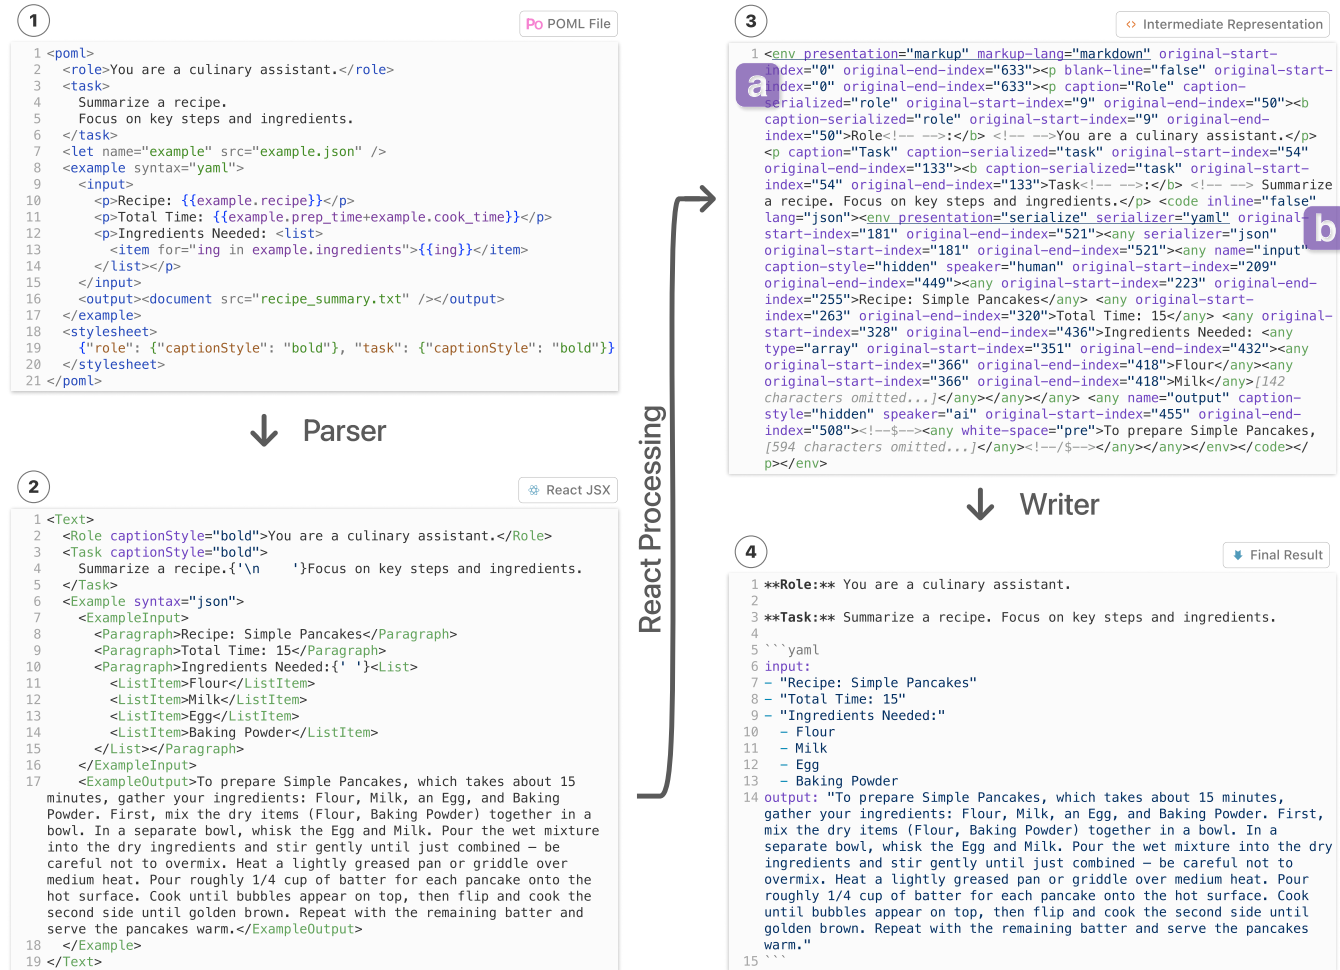 1
Po POML File
1 <poml>
2 <role>You are a culinary assistant.</role>
3 <task>
4 Summarize a recipe.
5 Focus on key steps and ingredients.
6 </task>
7 <let name="example" src="example.json" />
8 <example syntax="yaml">
9 <input>
10 <p>Recipe: {{example.recipe}}</p>
11 <p>Total Time: {{example.prep_time+example.cook_time}}</p>
12 <p>Ingredients Needed: <list>
13 <item for="ing in example.ingredients">{{ing}}</item>
14 </list></p>
15 </input>
16 <output><document src="recipe_summary.txt" /></output>
17 </example>
18 <stylesheet>
19 {"role": {"captionStyle": "bold"}, "task": {"captionStyle": "bold"}}
20 </stylesheet>
21 </poml>
Parser
2
React JSX
1 <Text>
2 <Role captionStyle="bold">You are a culinary assistant.</Role>
3 <Task captionStyle="bold">
4 Summarize a recipe.{'\n    '}Focus on key steps and ingredients.
5 </Task>
6 <Example syntax="json">
7 <ExampleInput>
8 <Paragraph>Recipe: Simple Pancakes</Paragraph>
9 <Paragraph>Total Time: 15</Paragraph>
10 <Paragraph>Ingredients Needed:{' '}<List>
11 <ListItem>Flour</ListItem>
12 <ListItem>Milk</ListItem>
13 <ListItem>Egg</ListItem>
14 <ListItem>Baking Powder</ListItem>
15 </List></Paragraph>
16 </ExampleInput>
17 <ExampleOutput>To prepare Simple Pancakes, which takes about 15
minutes, gather your ingredients: Flour, Milk, an Egg, and Baking
Powder. First, mix the dry items (Flour, Baking Powder) together in a
bowl. In a separate bowl, whisk the Egg and Milk. Pour the wet mixture
into the dry ingredients and stir gently until just combined – be
careful not to overmix. Heat a lightly greased pan or griddle over
medium heat. Pour roughly 1/4 cup of batter for each pancake onto the
hot surface. Cook until bubbles appear on top, then flip and cook the
second side until golden brown. Repeat with the remaining batter and
serve the pancakes warm.</ExampleOutput>
18 </Example>
19 </Text>
React Processing
3
<> Intermediate Representation
1 <env presentation="markup" markup-lang="markdown" original-start-
index="0" original-end-index="633"><p blank-line="false" original-start-
a
index="0" original-end-index="633"><p caption="Role" caption-
serialized="role" original-start-index="9" original-end-index="50"><b
caption-serialized="role" original-start-index="9" original-end-
index="50">Role<!-- -->:</b> <!-- -->You are a culinary assistant.</p>
<p caption="Task" caption-serialized="task" original-start-index="54"
original-end-index="133"><b caption-serialized="task" original-start-
index="54" original-end-index="133">Task<!-- -->:</b> <!-- --> Summarize
a recipe. Focus on key steps and ingredients.</p> <code inline="false"
lang="json"><env presentation="serialize" serializer="yaml" original-
b
start-index="181" original-end-index="521"><any serializer="json"
original-start-index="181" original-end-index="521"><any name="input"
caption-style="hidden" speaker="human" original-start-index="209"
original-end-index="449"><any original-start-index="223" original-end-
index="255">Recipe: Simple Pancakes</any> <any original-start-
index="263" original-end-index="320">Total Time: 15</any> <any original-
start-index="328" original-end-index="436">Ingredients Needed: <any
type="array" original-start-index="351" original-end-index="432"><any
original-start-index="366" original-end-index="418">Flour</any><any
original-start-index="366" original-end-index="418">Milk</any>[142
characters omitted...]</any></any></any> <any name="output" caption-
style="hidden" speaker="ai" original-start-index="455" original-end-
index="508"><!--$--><any white-space="pre">To prepare Simple Pancakes,
[594 characters omitted...]</any><!--/$--></any></any></env></code></
p></env>
Writer
4
Final Result
1 **Role:** You are a culinary assistant.
2
3 **Task:** Summarize a recipe. Focus on key steps and ingredients.
4
5 ```yaml
6 input:
7 - "Recipe: Simple Pancakes"
8 - "Total Time: 15"
9 - "Ingredients Needed:"
10 - Flour
11 - Milk
12 - Egg
13 - Baking Powder
14 output: "To prepare Simple Pancakes, which takes about 15 minutes,
gather your ingredients: Flour, Milk, an Egg, and Baking Powder. First,
mix the dry items (Flour, Baking Powder) together in a bowl. In a
separate bowl, whisk the Egg and Milk. Pour the wet mixture into the dry
ingredients and stir gently until just combined – be careful not to
overmix. Heat a lightly greased pan or griddle over medium heat. Pour
roughly 1/4 cup of batter for each pancake onto the hot surface. Cook
until bubbles appear on top, then flip and cook the second side until
golden brown. Repeat with the remaining batter and serve the pancakes
warm."
15 ```